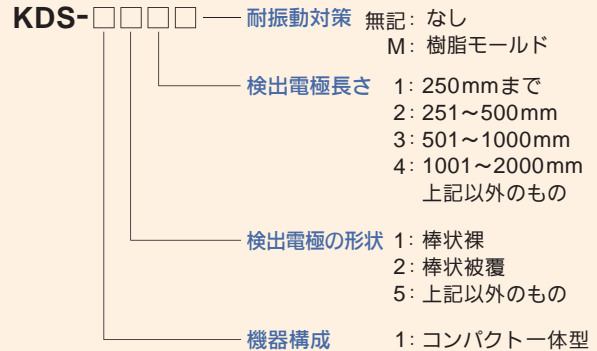 KDS-□□□□ 耐振動対策 無記: なし
M: 樹脂モールド
検出電極長さ 1: 250mmまで
2: 251～500mm
3: 501～1000mm
4: 1001～2000mm
上記以外のもの
検出電極の形状 1: 棒状裸
2: 棒状被覆
5: 上記以外のもの
機器構成 1: コンパクト一体型